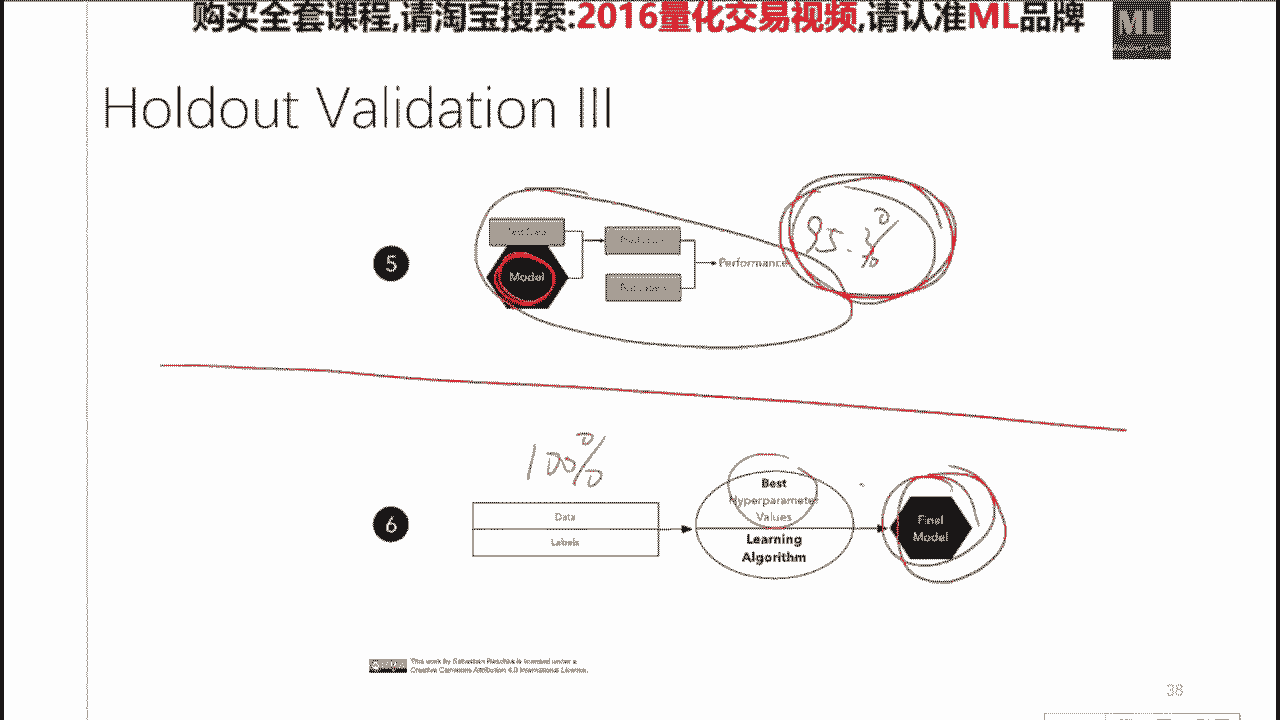 购买全套课程,请淘宝搜索:2016量化交易视频,请认准ML品牌
ML
Holdout Validation III
5
Test Data
Model
Prediction
Test Labels
Performance
95.3%
100%
6
Data
Labels
Best
Hyperparameter
Values
Learning
Algorithm
Final
Model
This work by Sebastian Raschka is licensed under a
Creative Commons Attribution 4.0 International License.
38